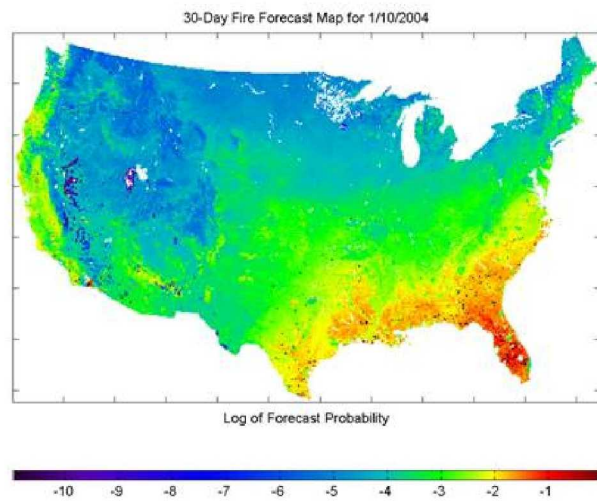 30-Day Fire Forecast Map for 1/10/2004
Log of Forecast Probability
-10 -9 -8 -7 -6 -5 -4 -3 -2 -1